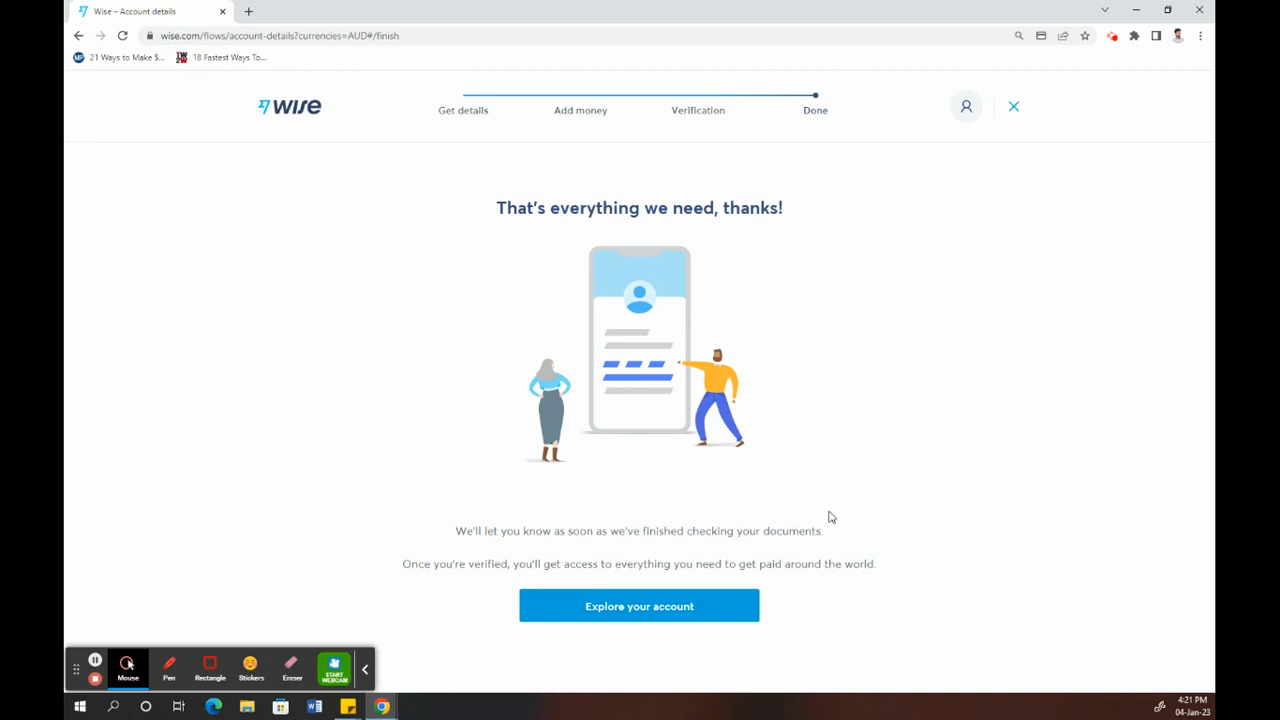 Wise – Account details
wise.com/flows/account-details?currencies=AUD#/finish
21 Ways to Make $...
18 Fastest Ways To...
WISE
Get details
Add money
Verification
Done
That's everything we need, thanks!
We'll let you know as soon as we've finished checking your documents.
Once you're verified, you'll get access to everything you need to get paid around the world.
Explore your account
Mouse
Pen
Rectangle
Stickers
Eraser
START
WEBCAM
4:21 PM
04-Jan-23